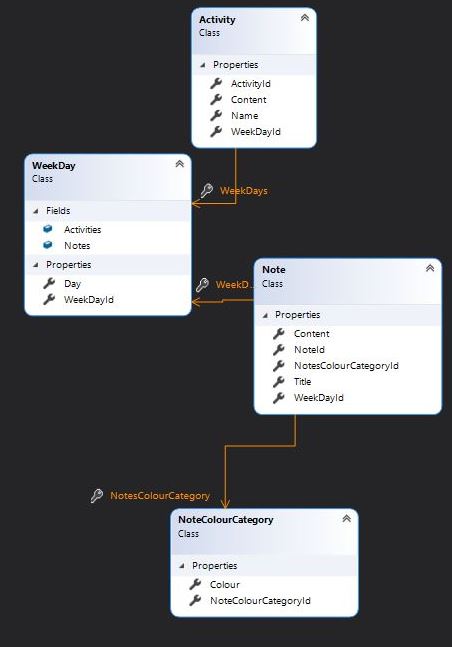 Activity
Class
Properties
ActivityId
Content
Name
WeekDayId
WeekDay
Class
Fields
Activities
Notes
Properties
Day
WeekDayId
WeekDays
WeekD...
Note
Class
Properties
Content
NoteId
NotesColourCategoryId
Title
WeekDayId
NotesColourCategory
NoteColourCategory
Class
Properties
Colour
NoteColourCategoryId